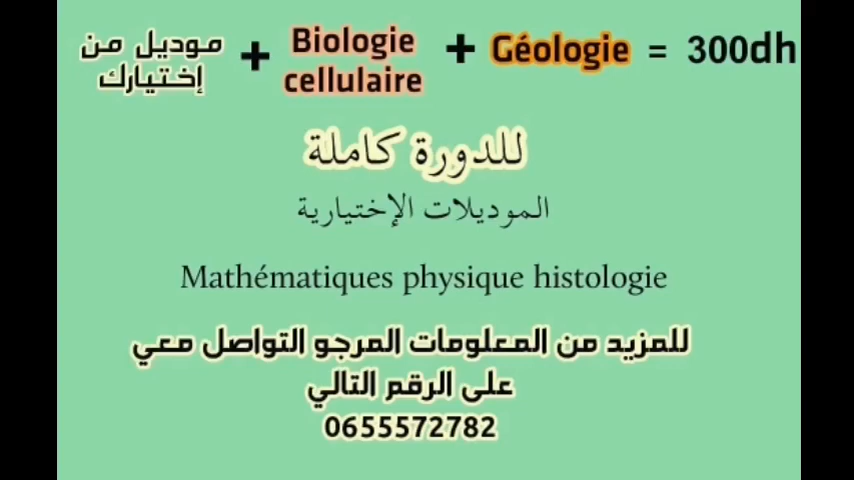 موديل من إختيارك + Biologie cellulaire + Géologie = 300dh
للدورة كاملة
الموديلات الإختيارية
Mathématiques physique histologie
للمزيد من المعلومات المرجو التواصل معي
على الرقم التالي
0655572782